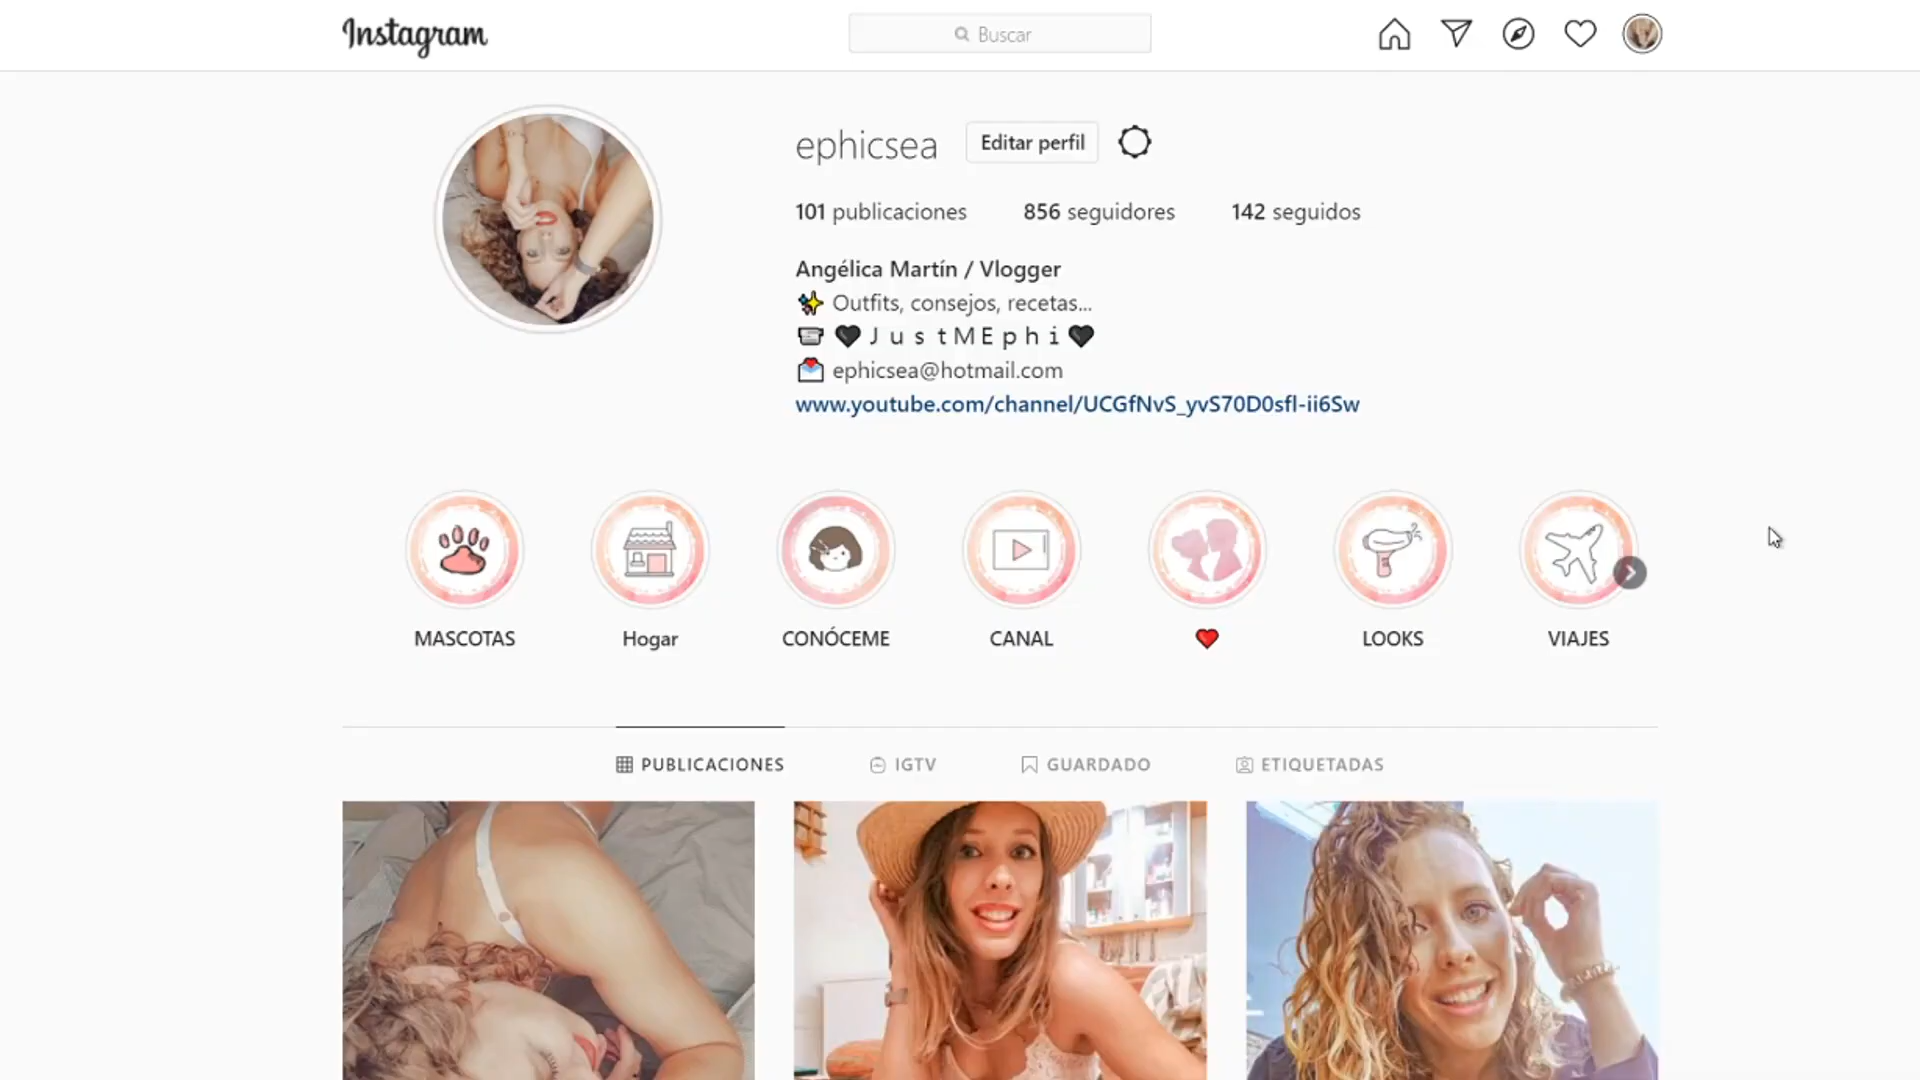 Instagram
Buscar
ephicsea
Editar perfil
101 publicaciones
856 seguidores
142 seguidos
Angélica Martín / Vlogger
✨ Outfits, consejos, recetas...
🖤 J u s t M E p h i 🖤
💌 ephicsea@hotmail.com
www.youtube.com/channel/UCGfNvS_yvS70D0sfl-ii6Sw
MASCOTAS
Hogar
CONÓCEME
CANAL
❤️
LOOKS
VIAJES
PUBLICACIONES
IGTV
GUARDADO
ETIQUETADAS